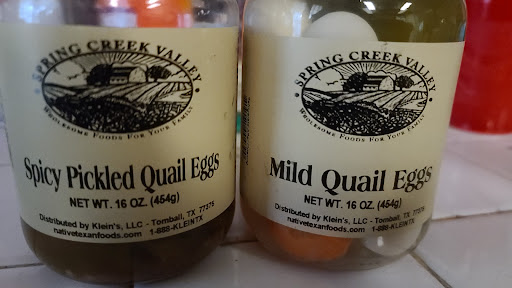 SPRING CREEK VALLEY
WHOLESOME FOODS FOR YOUR FAMILY
Spicy Pickled Quail Eggs
NET WT. 16 OZ. (454g)
Distributed by Klein's, LLC - Tomball, TX 77375
nativetexanfoods.com 1-888-KLEINTX
SPRING CREEK VALLEY
WHOLESOME FOODS FOR YOUR FAMILY
Mild Quail Eggs
NET WT. 16 OZ. (454g)
Distributed by Klein's, LLC - Tomball, TX 77375
nativetexanfoods.com 1-888-KLEINTX